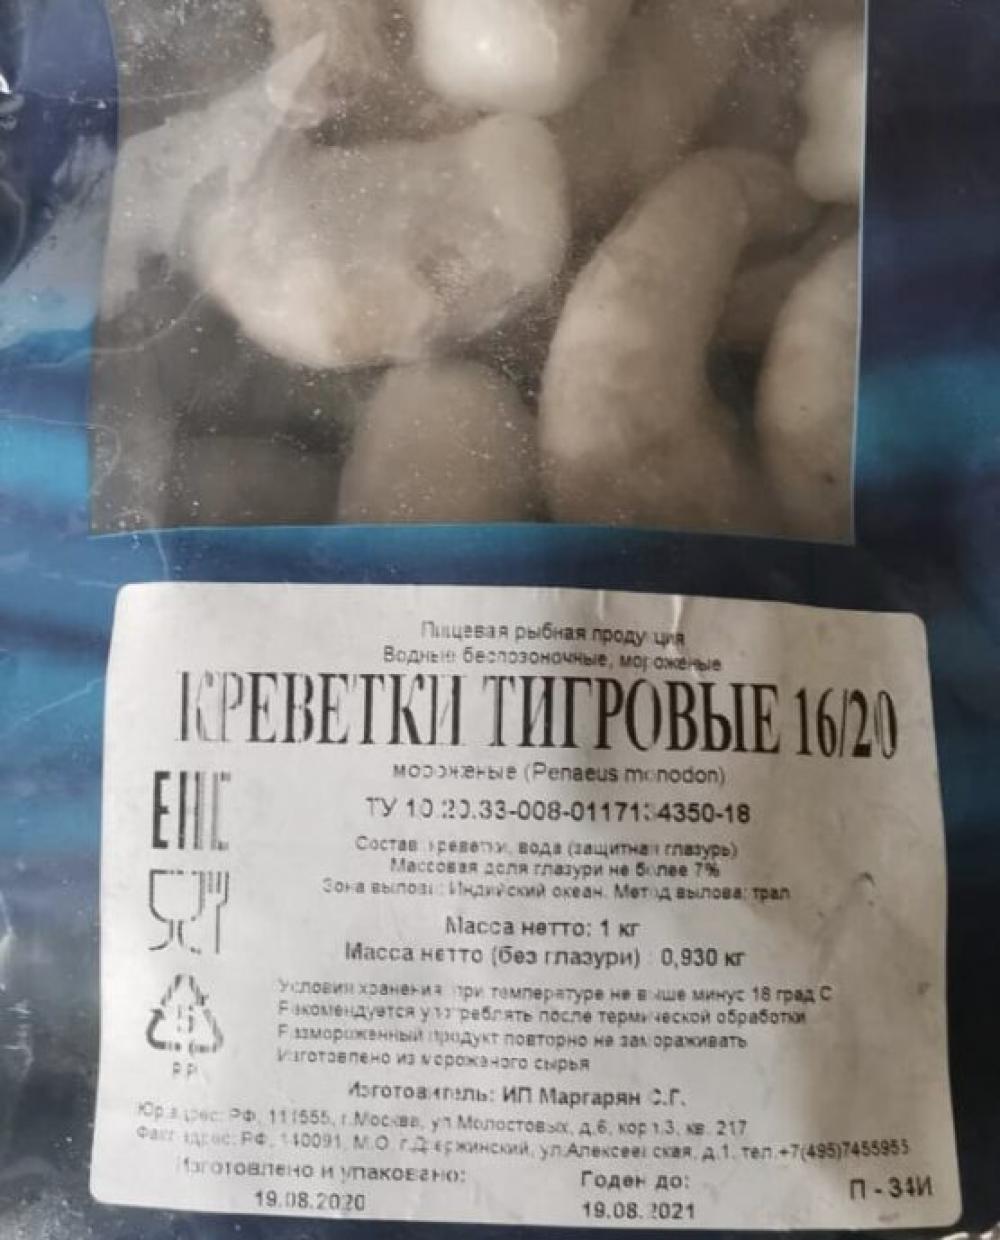 Пищевая рыбная продукция
Водные беспозоночные, мороженые
КРЕВЕТКИ ТИГРОВЫЕ 16/20
мороженые (Penaeus monodon)
ТУ 10.20.33-008-0117134350-18
Состав: креветки, вода (защитная глазурь)
Массовая доля глазури не более 7%
Зона вылова: Индийский океан. Метод вылова: трал
Масса нетто: 1 кг
Масса нетто (без глазури) : 0,930 кг
Условия хранения при температуре не выше минус 18 град С
Рекомендуется употреблять после термической обработки
Размороженный продукт повторно не замораживать
Изготовлено из мороженого сырья
Изготовитель: ИП Маргарян С.Г.
Юр.адрес: РФ, 111555, г.Москва, ул.Молостовых, д.6, корп.3, кв. 217
Факт.адрес: РФ, 140091, М.О. г.Дзержинский, ул.Алексеевская, д.1, тел.+7(495)7455955
Изготовлено и упаковано:
19.08.2020
Годен до:
19.08.2021
П - 34И
ЕАС
5
PP